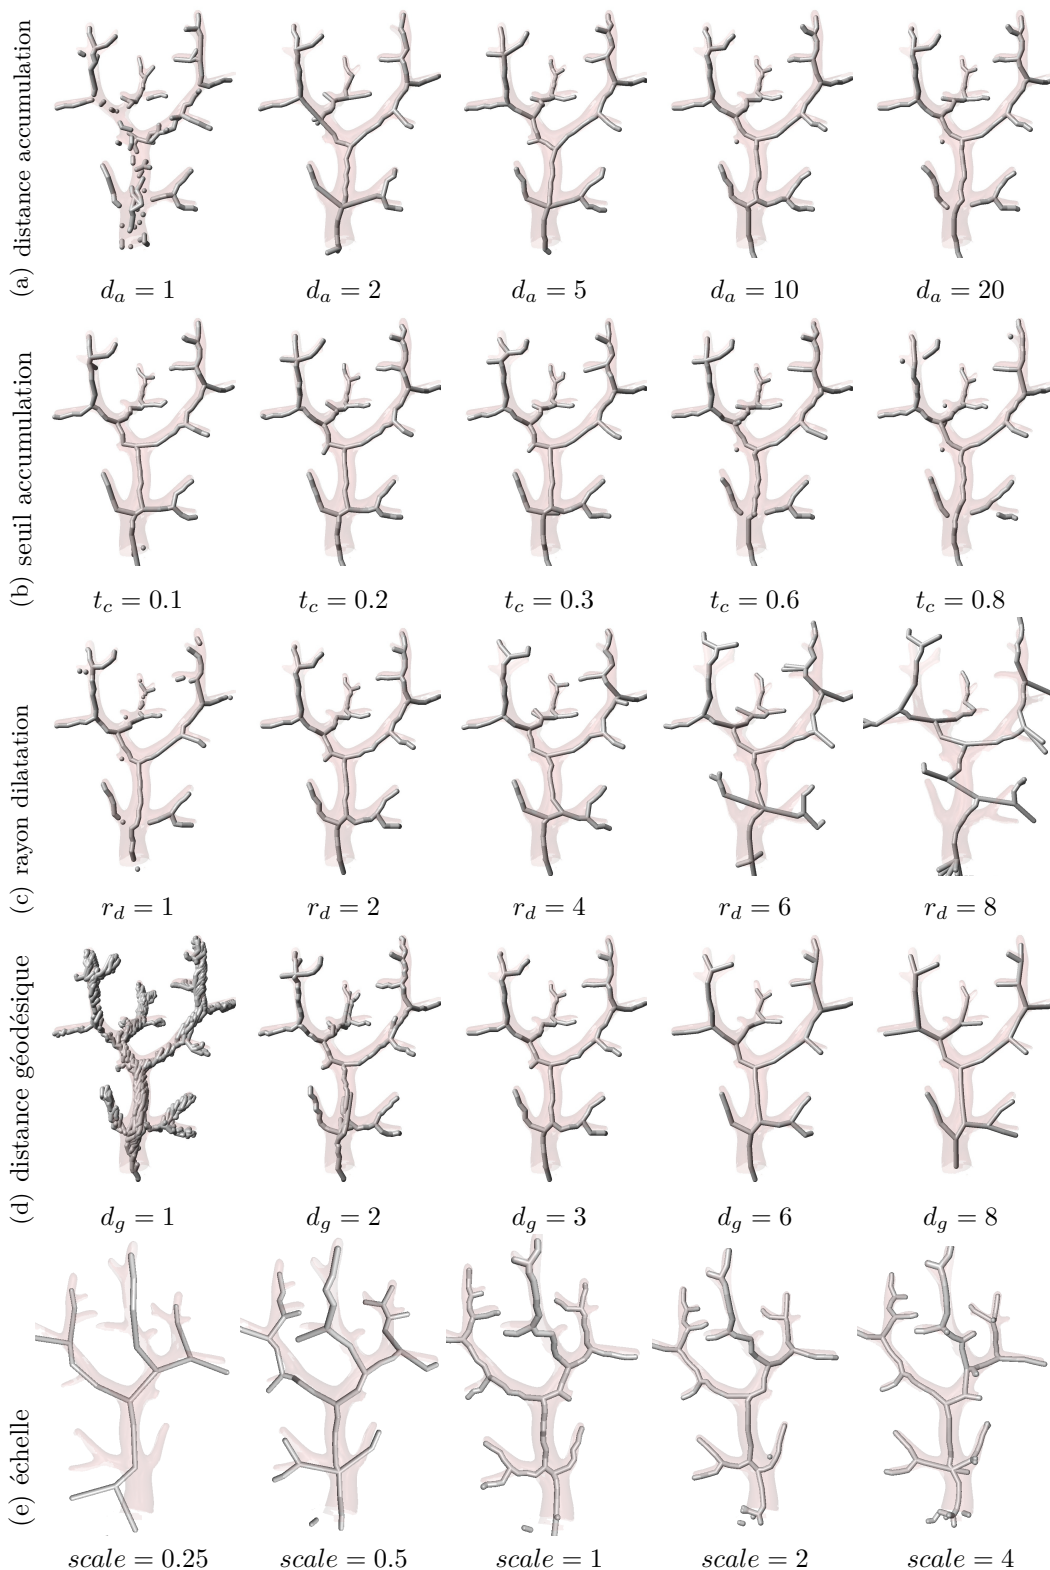 (a) distance accumulation
d_a = 1
d_a = 2
d_a = 5
d_a = 10
d_a = 20
(b) seuil accumulation
t_c = 0.1
t_c = 0.2
t_c = 0.3
t_c = 0.6
t_c = 0.8
(c) rayon dilatation
r_d = 1
r_d = 2
r_d = 4
r_d = 6
r_d = 8
(d) distance géodésique
d_g = 1
d_g = 2
d_g = 3
d_g = 6
d_g = 8
(e) échelle
scale = 0.25
scale = 0.5
scale = 1
scale = 2
scale = 4